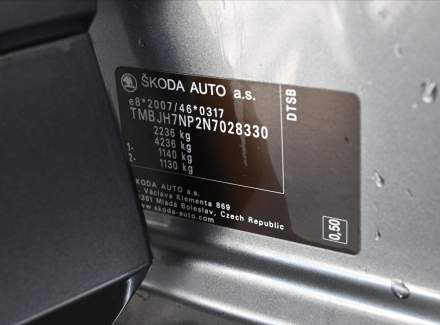 ŠKODA AUTO a.s.
e8*2007/46*0317
TMBJH7NP2N7028330
2236 kg
4236 kg
1- 1140 kg
2- 1130 kg
ŠKODA AUTO a.s.
Václava Klementa 869
301 Mladá Boleslav, Czech Republic
www.skoda-auto.com
DTSB
0,50